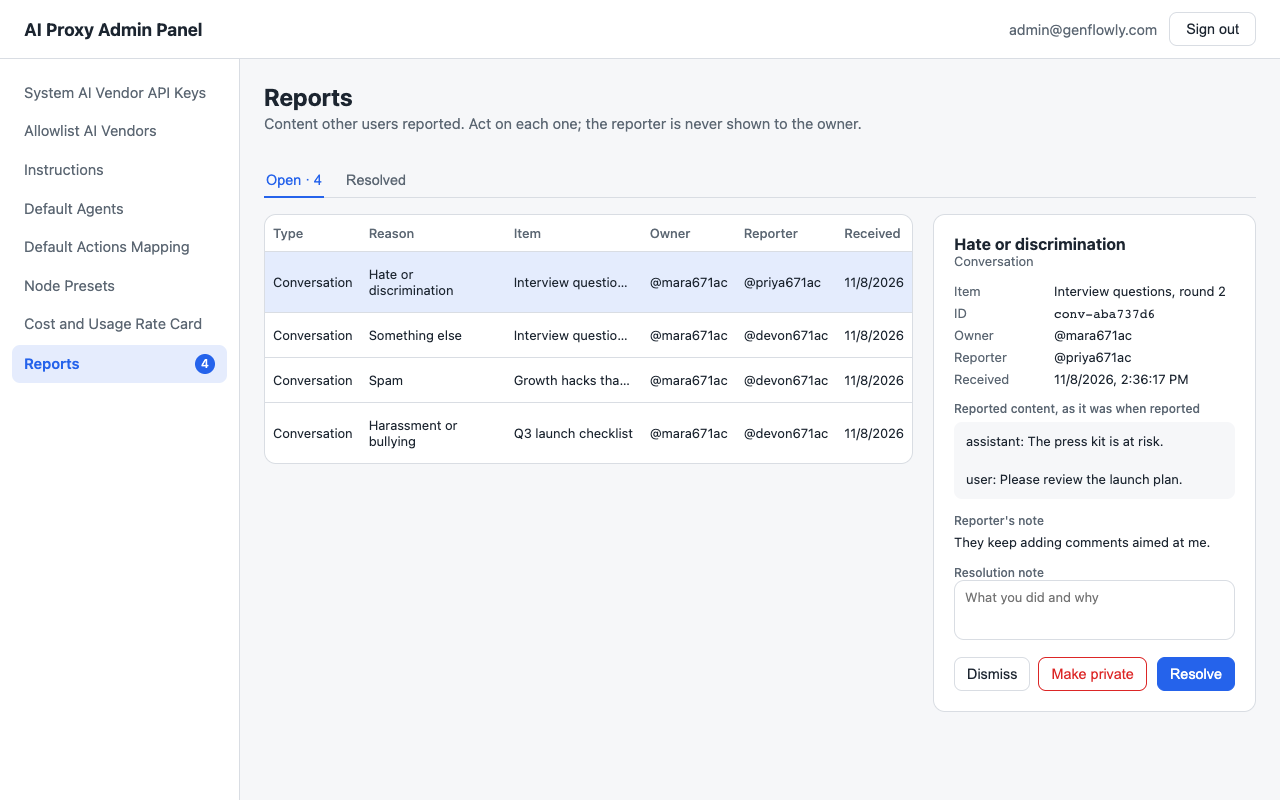 AI Proxy Admin Panel
admin@genflowly.com
Sign out
System AI Vendor API Keys
Allowlist AI Vendors
Instructions
Default Agents
Default Actions Mapping
Node Presets
Cost and Usage Rate Card
Reports 4
Reports
Content other users reported. Act on each one; the reporter is never shown to the owner.
Open · 4 Resolved
Type Reason Item Owner Reporter Received
Conversation Hate or discrimination Interview questio... @mara671ac @priya671ac 11/8/2026
Conversation Something else Interview questio... @mara671ac @devon671ac 11/8/2026
Conversation Spam Growth hacks tha... @mara671ac @devon671ac 11/8/2026
Conversation Harassment or bullying Q3 launch checklist @mara671ac @devon671ac 11/8/2026
Hate or discrimination
Conversation
Item Interview questions, round 2
ID conv-aba737d6
Owner @mara671ac
Reporter @priya671ac
Received 11/8/2026, 2:36:17 PM
Reported content, as it was when reported
assistant: The press kit is at risk.
user: Please review the launch plan.
Reporter's note
They keep adding comments aimed at me.
Resolution note
What you did and why
Dismiss Make private Resolve